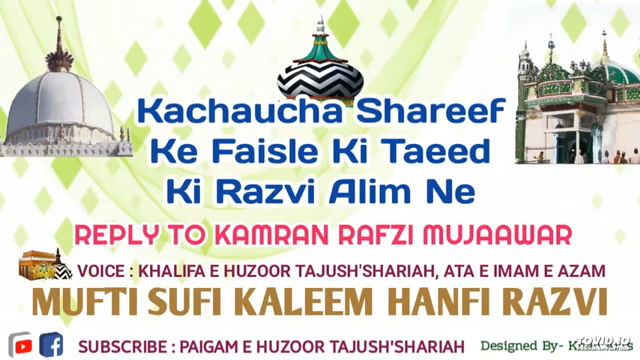 Kachaucha Shareef
Ke Faisle Ki Taeed
Ki Razvi Alim Ne
REPLY TO KAMRAN RAFZI MUJAAWAR
VOICE : KHALIFA E HUZOOR TAJUSH'SHARIAH, ATA E IMAM E AZAM
MUFTI SUFI KALEEM HANFI RAZVI
SUBSCRIBE : PAIGAM E HUZOOR TAJUSH'SHARIAH
Designed By-